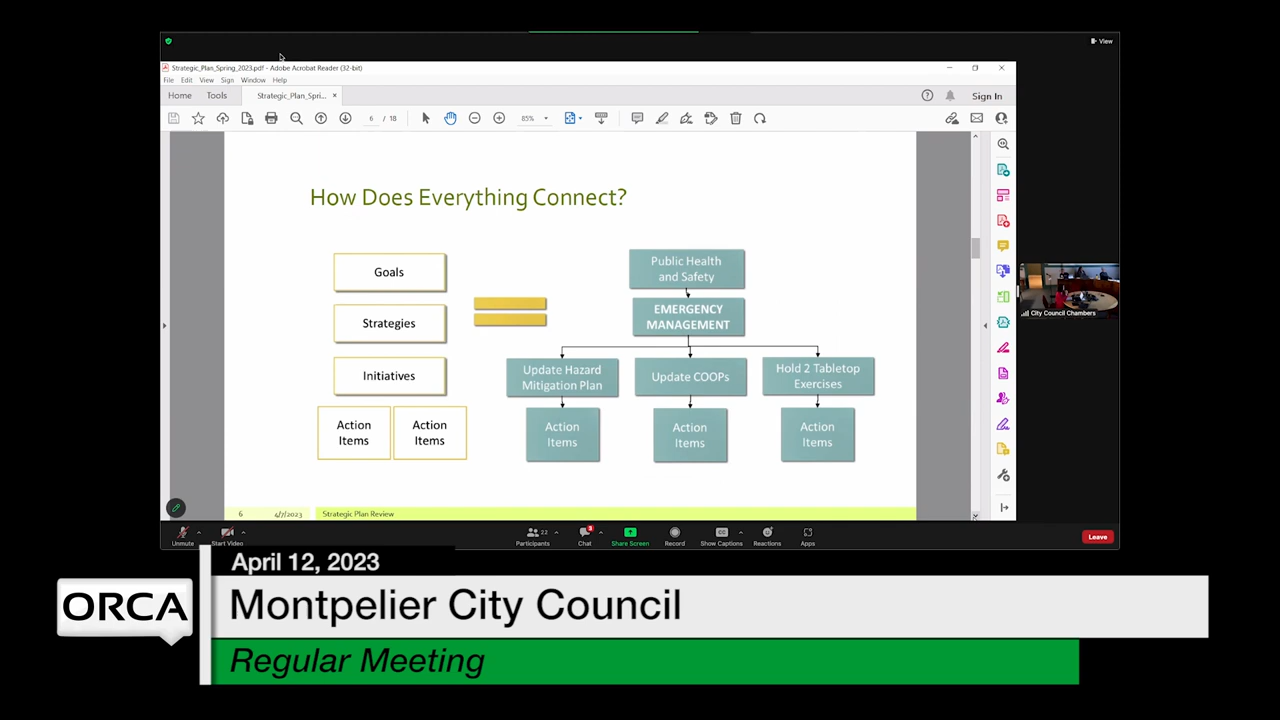 View
Strategic_Plan_Spring_2023.pdf - Adobe Acrobat Reader (32-bit)
File Edit View Sign Window Help
Home Tools Strategic_Plan_Spri... × Sign In
6 / 18 85%
How Does Everything Connect?
Goals
Strategies
Initiatives
Action
Items
Action
Items
Public Health
and Safety
EMERGENCY
MANAGEMENT
Update Hazard
Mitigation Plan
Update COOPs
Hold 2 Tabletop
Exercises
Action
Items
Action
Items
Action
Items
City Council Chambers
6 4/7/2023 Strategic Plan Review
22 3
Unmute Start Video Participants Chat Share Screen Record Show Captions Reactions Apps Leave
April 12, 2023
ORCA
Montpelier City Council
Regular Meeting